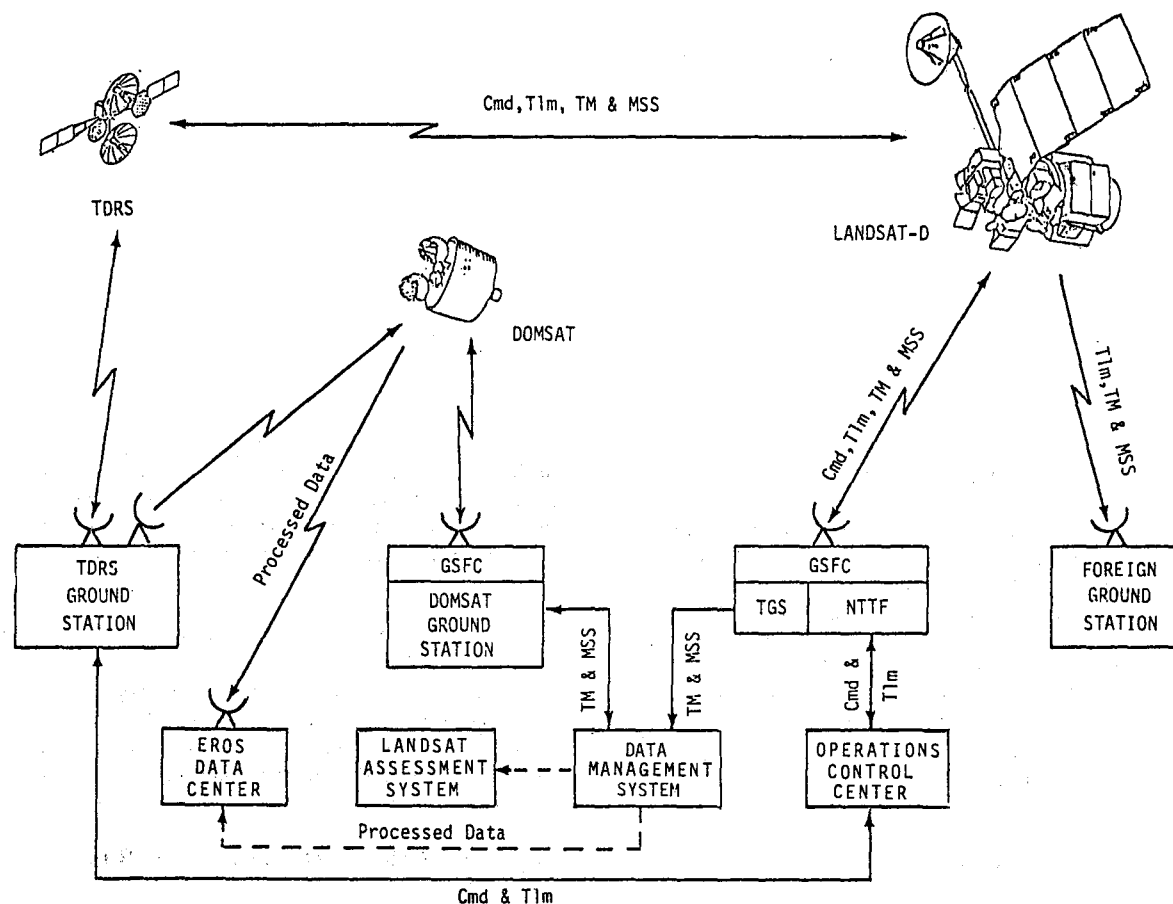 Cmd, Tlm, TM & MSS
TDRS
LANDSAT-D
DOMSAT
Cmd, Tlm, TM & MSS
Tlm, TM & MSS
Processed Data
TDRS
GROUND
STATION
GSFC
DOMSAT
GROUND
STATION
GSFC
TGS
NTTF
FOREIGN
GROUND
STATION
TM & MSS
TM & MSS
Cmd &
Tlm
EROS
DATA
CENTER
LANDSAT
ASSESSMENT
SYSTEM
DATA
MANAGEMENT
SYSTEM
OPERATIONS
CONTROL
CENTER
Processed Data
Cmd & Tlm